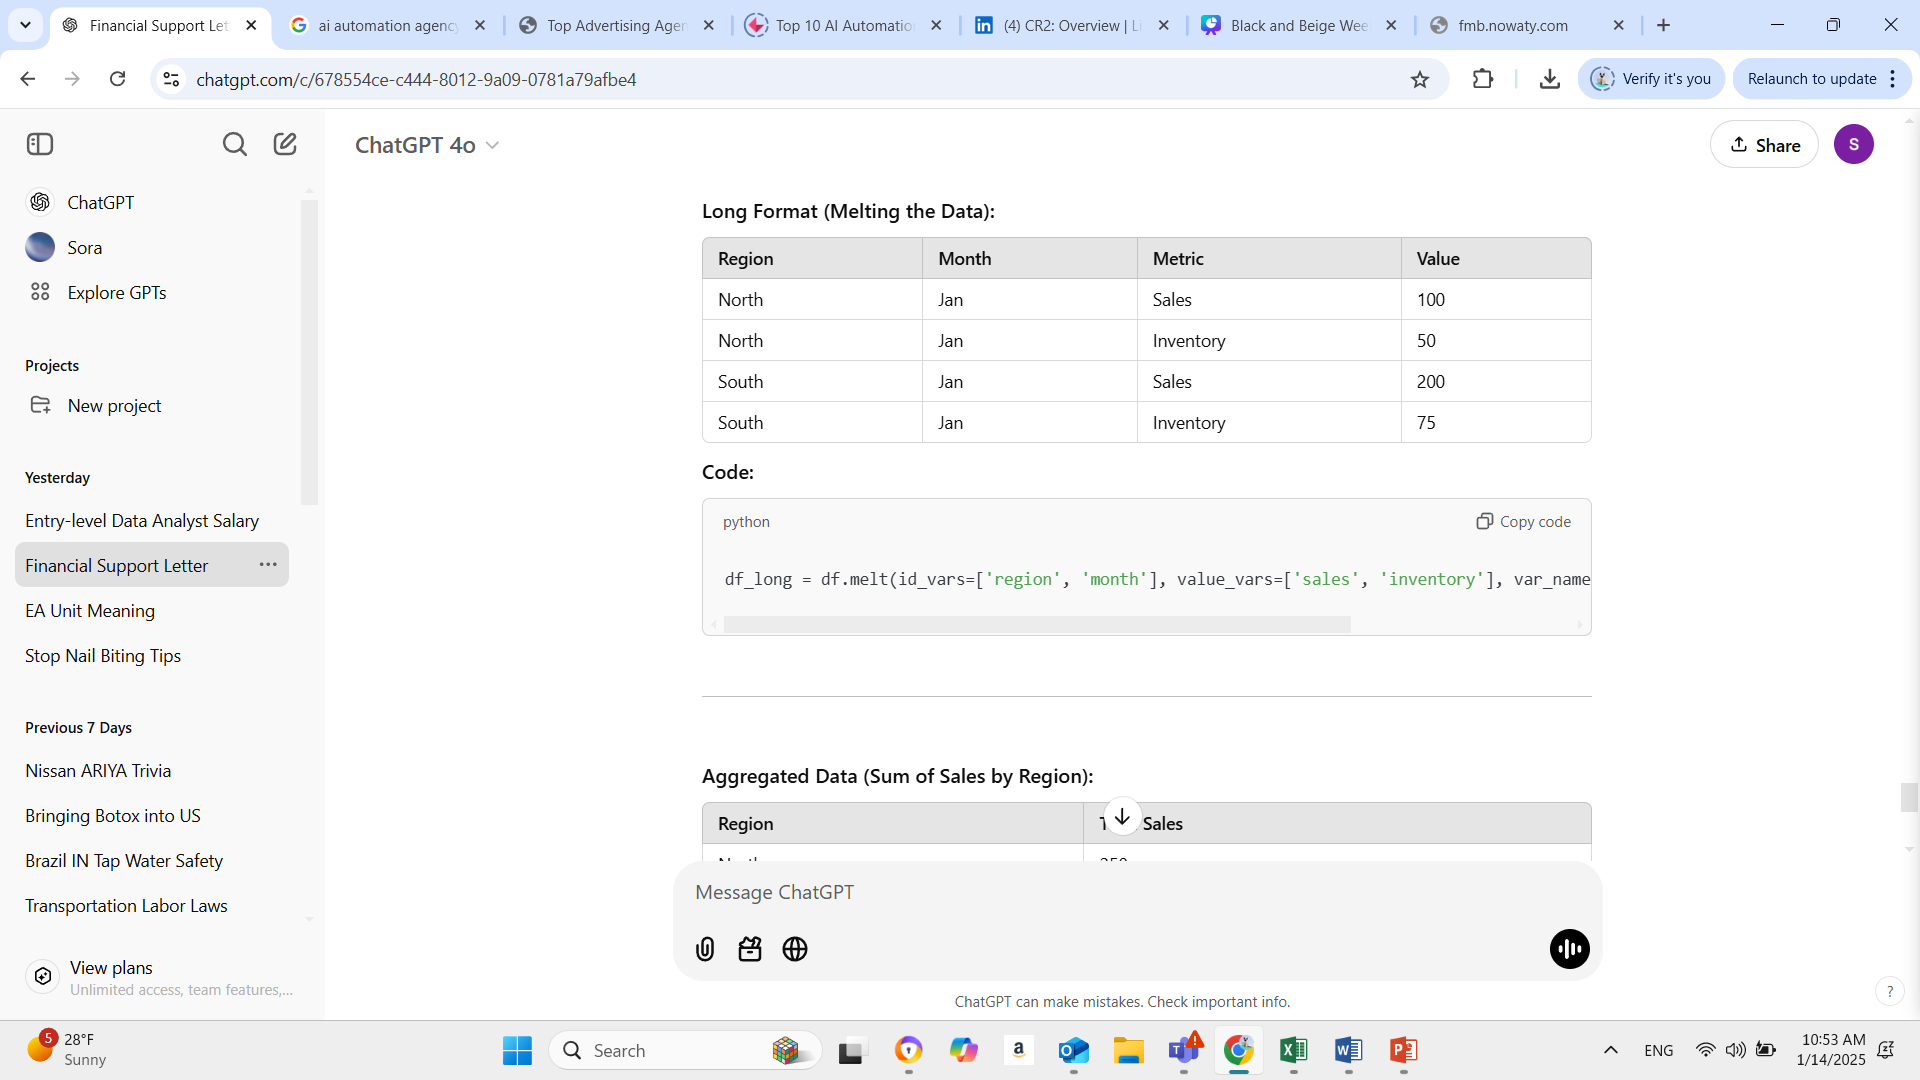 Financial Support Let
ai automation agency
Top Advertising Agen
Top 10 AI Automatio
(4) CR2: Overview | Li
Black and Beige Wee
fmb.nowaty.com
chatgpt.com/c/678554ce-c444-8012-9a09-0781a79afbe4
Verify it's you
Relaunch to update
ChatGPT
Sora
Explore GPTs
Projects
New project
Yesterday
Entry-level Data Analyst Salary
Financial Support Letter
EA Unit Meaning
Stop Nail Biting Tips
Previous 7 Days
Nissan ARIYA Trivia
Bringing Botox into US
Brazil IN Tap Water Safety
Transportation Labor Laws
View plans
Unlimited access, team features,...
ChatGPT 4o
Share
S
Long Format (Melting the Data):
Region Month Metric Value
North Jan Sales 100
North Jan Inventory 50
South Jan Sales 200
South Jan Inventory 75
Code:
python
Copy code
df_long = df.melt(id_vars=['region', 'month'], value_vars=['sales', 'inventory'], var_name
Aggregated Data (Sum of Sales by Region):
Region Sales
Message ChatGPT
ChatGPT can make mistakes. Check important info.
?
5
28°F
Sunny
Search
ENG
10:53 AM
1/14/2025